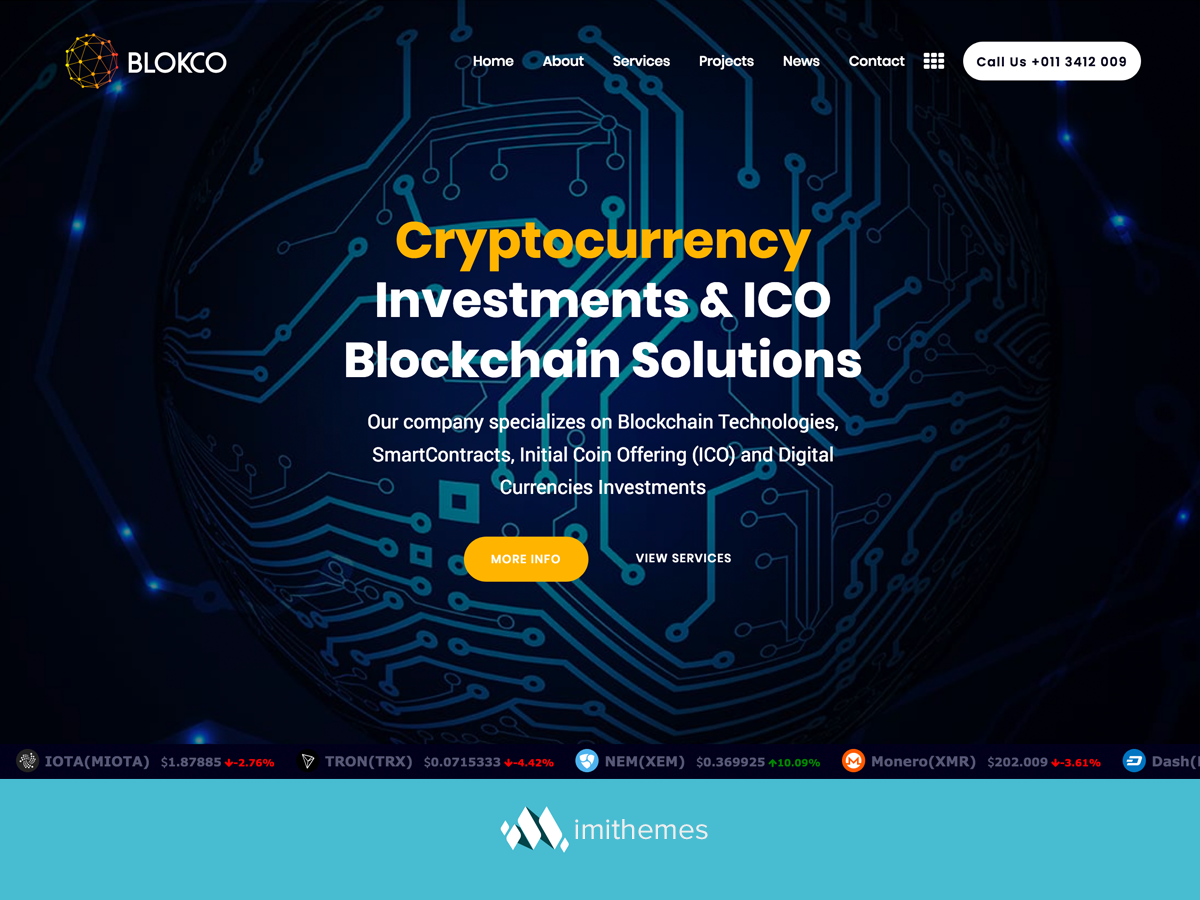 BLOKCO
Home About Services Projects News Contact
Call Us +011 3412 009
Cryptocurrency
Investments & ICO
Blockchain Solutions
Our company specializes on Blockchain Technologies,
SmartContracts, Initial Coin Offering (ICO) and Digital
Currencies Investments
MORE INFO VIEW SERVICES
IOTA(MIOTA) $1.87885 -2.76% TRON(TRX) $0.0715333 -4.42% NEM(XEM) $0.369925 10.09% Monero(XMR) $202.009 -3.61% Dash(
imithemes